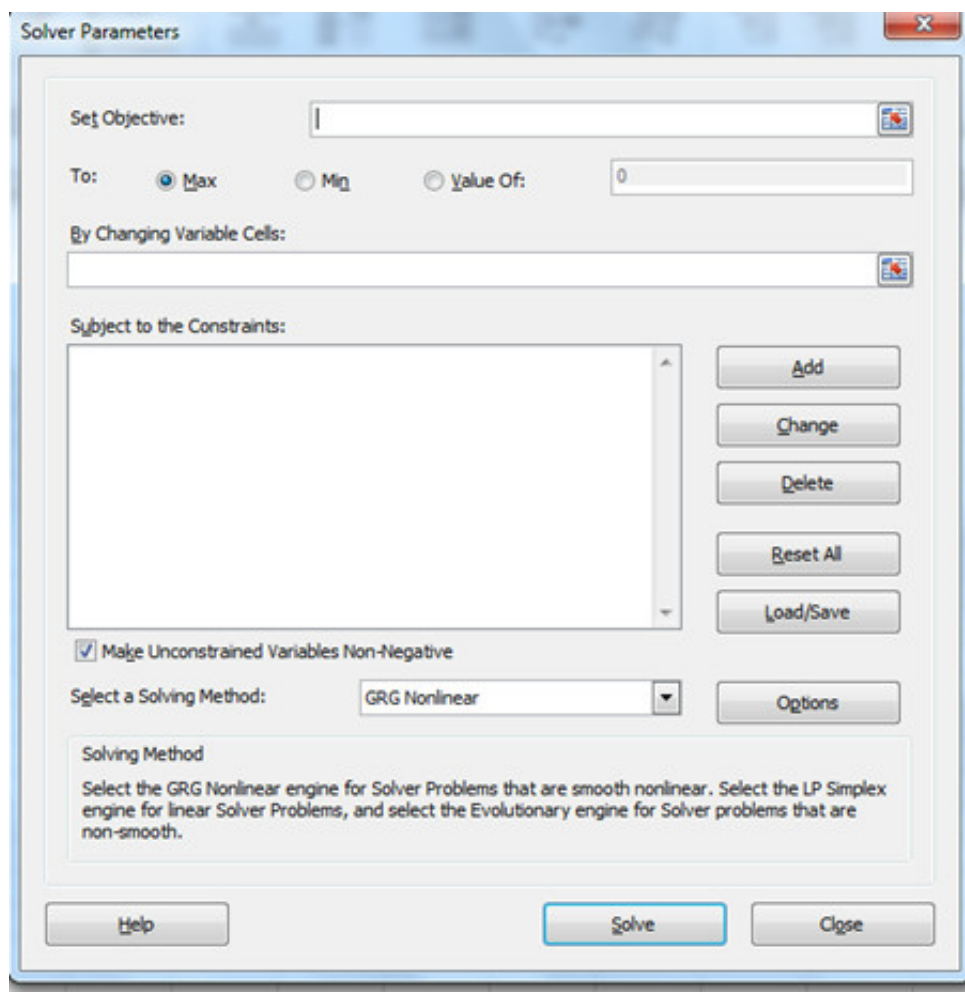 Solver Parameters
Set Objective:
To: Max Min Value Of: 0
By Changing Variable Cells:
Subject to the Constraints:
Add
Change
Delete
Reset All
Load/Save
Make Unconstrained Variables Non-Negative
Select a Solving Method: GRG Nonlinear Options
Solving Method
Select the GRG Nonlinear engine for Solver Problems that are smooth nonlinear. Select the LP Simplex
engine for linear Solver Problems, and select the Evolutionary engine for Solver problems that are
non-smooth.
Help Solve Close